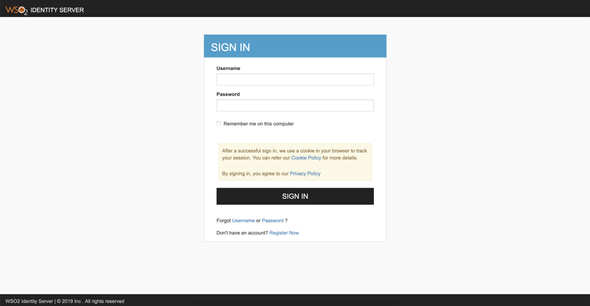 WSO2 IDENTITY SERVER
SIGN IN
Username
Password
Remember me on this computer
After a successful sign in, we use a cookie in your browser to track
your session. You can refer our Cookie Policy for more details.
By signing in, you agree to our Privacy Policy
SIGN IN
Forgot Username or Password ?
Don't have an account? Register Now
WSO2 Identity Server | © 2019 Inc . All rights reserved